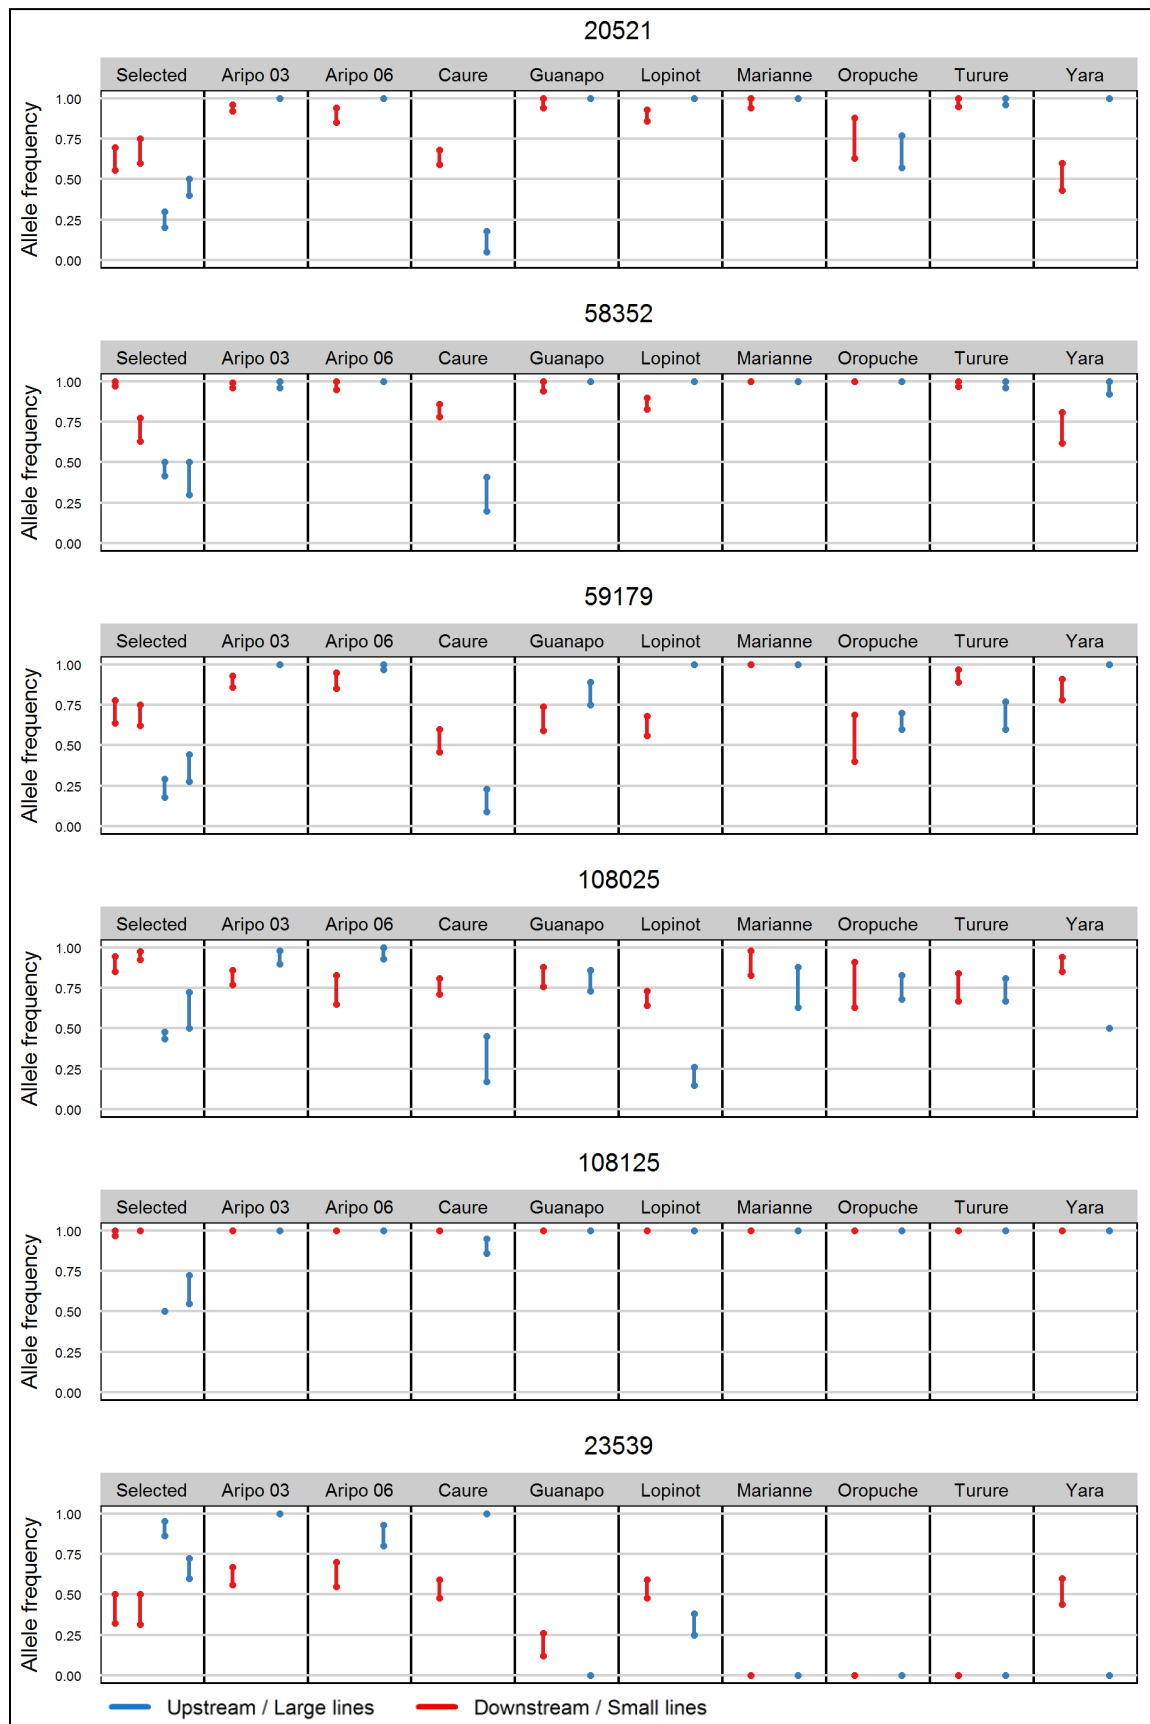 20521
Selected Aripo 03 Aripo 06 Caure Guanapo Lopinot Marianne Oropuche Turure Yara
Allele frequency
1.00
0.75
0.50
0.25
0.00
58352
Selected Aripo 03 Aripo 06 Caure Guanapo Lopinot Marianne Oropuche Turure Yara
Allele frequency
1.00
0.75
0.50
0.25
0.00
59179
Selected Aripo 03 Aripo 06 Caure Guanapo Lopinot Marianne Oropuche Turure Yara
Allele frequency
1.00
0.75
0.50
0.25
0.00
108025
Selected Aripo 03 Aripo 06 Caure Guanapo Lopinot Marianne Oropuche Turure Yara
Allele frequency
1.00
0.75
0.50
0.25
0.00
108125
Selected Aripo 03 Aripo 06 Caure Guanapo Lopinot Marianne Oropuche Turure Yara
Allele frequency
1.00
0.75
0.50
0.25
0.00
23539
Selected Aripo 03 Aripo 06 Caure Guanapo Lopinot Marianne Oropuche Turure Yara
Allele frequency
1.00
0.75
0.50
0.25
0.00
Upstream / Large lines Downstream / Small lines